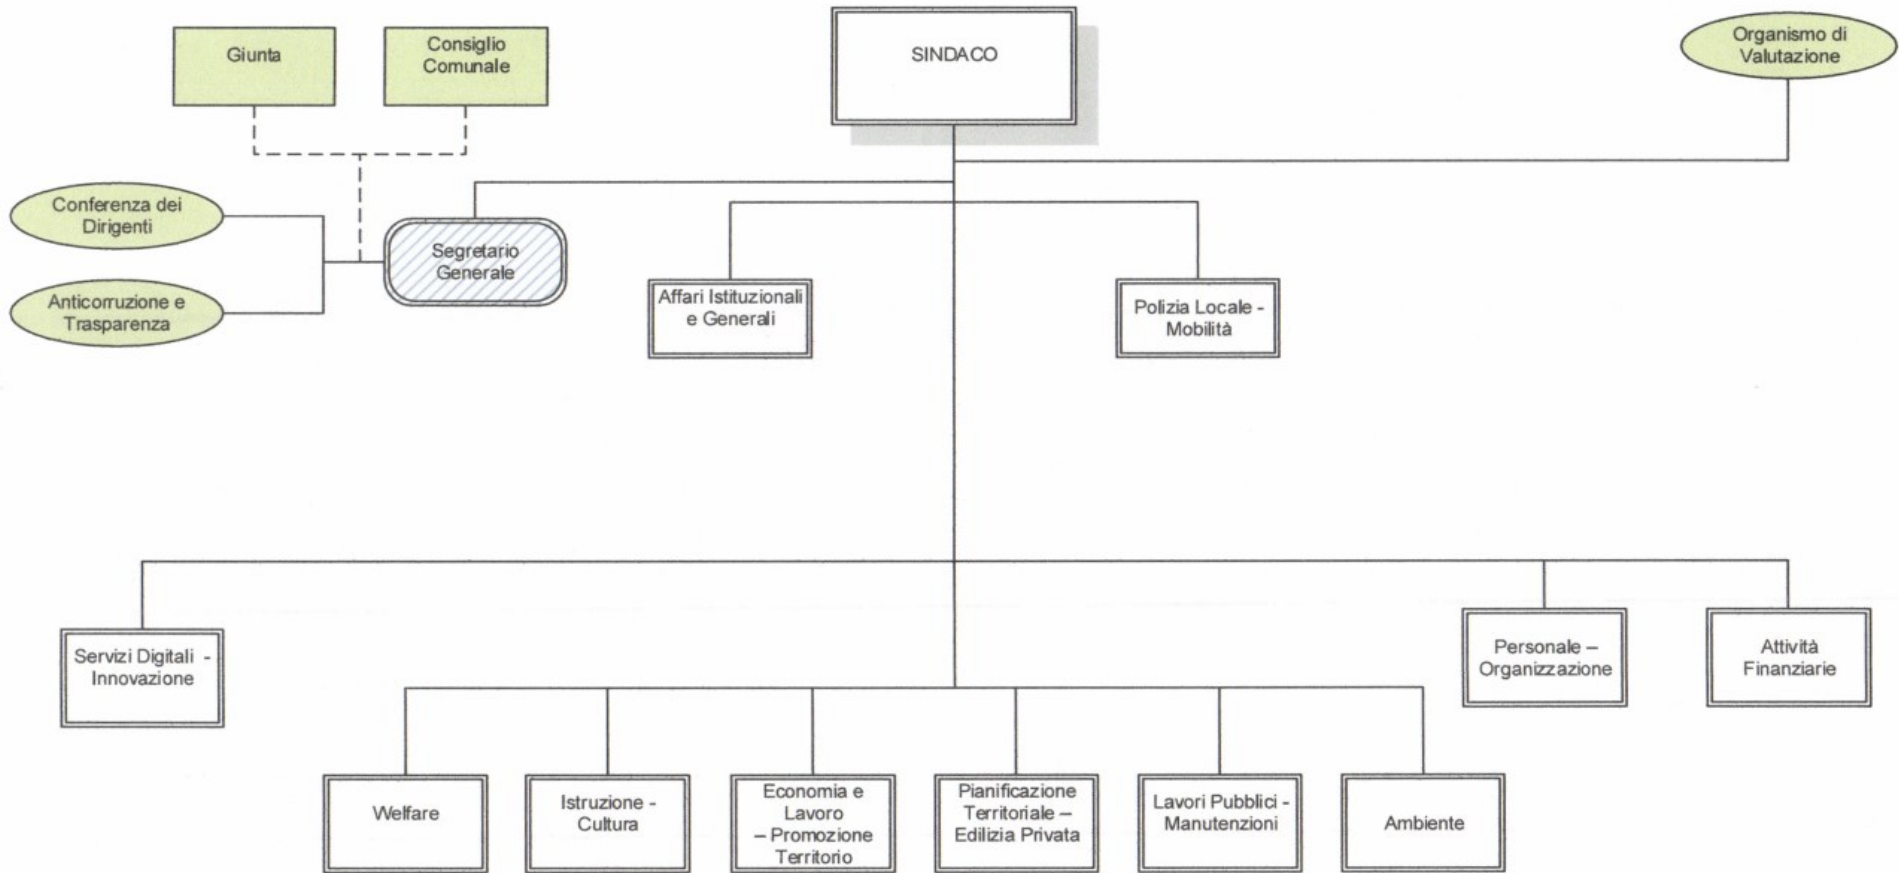 Giunta
Consiglio
Comunale
SINDACO
Organismo di
Valutazione
Conferenza dei
Dirigenti
Segretario
Generale
Anticorruzione e
Trasparenza
Affari Istituzionali
e Generali
Polizia Locale -
Mobilità
Servizi Digitali -
Innovazione
Personale –
Organizzazione
Attività
Finanziarie
Welfare
Istruzione -
Cultura
Economia e
Lavoro
– Promozione
Territorio
Pianificazione
Territoriale –
Edilizia Privata
Lavori Pubblici -
Manutenzioni
Ambiente